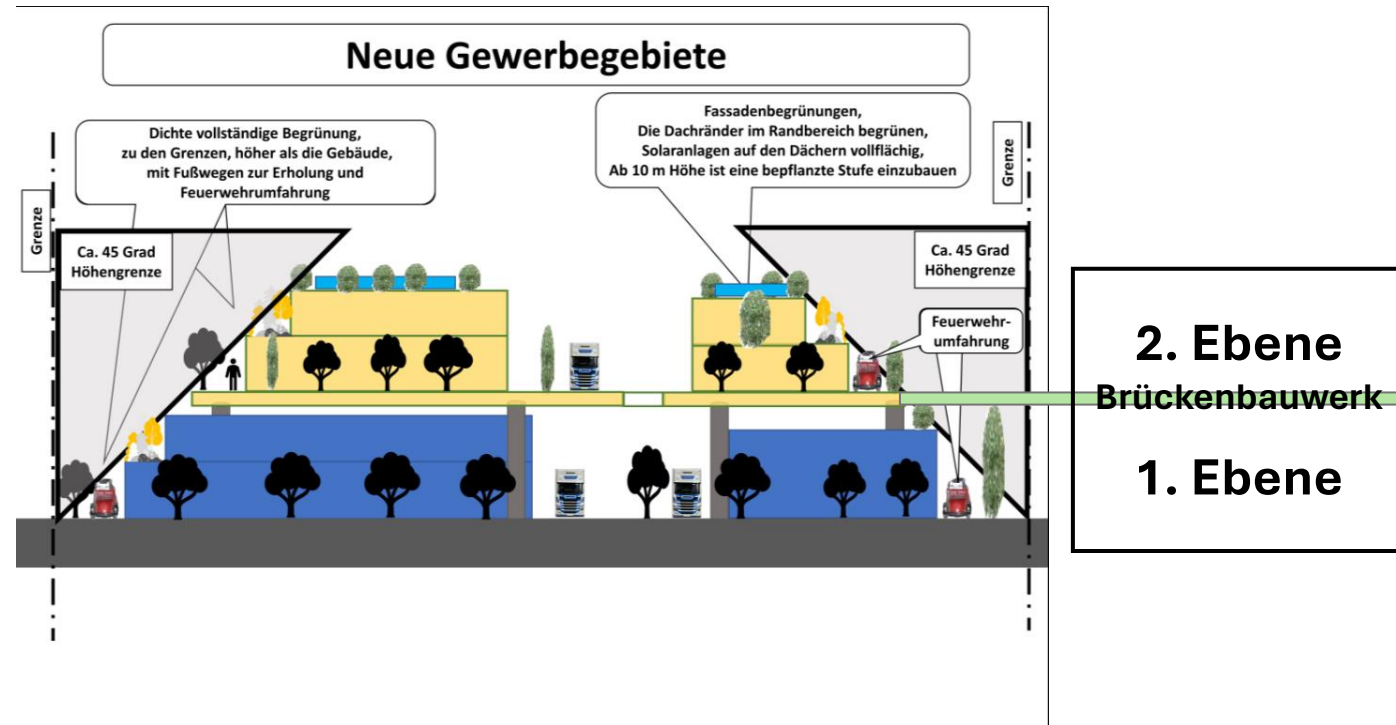 Neue Gewerbegebiete
Dichte vollständige Begrünung,
zu den Grenzen, höher als die Gebäude,
mit Fußwegen zur Erholung und
Feuerwehrumfahrung
Fassadenbegrünungen,
Die Dachränder im Randbereich begrünen,
Solaranlagen auf den Dächern vollflächig,
Ab 10 m Höhe ist eine bepflanzte Stufe einzubauen
Grenze
Grenze
Ca. 45 Grad
Höhengrenze
Ca. 45 Grad
Höhengrenze
Feuerwehr-
umfahrung
2. Ebene
Brückenbauwerk
1. Ebene